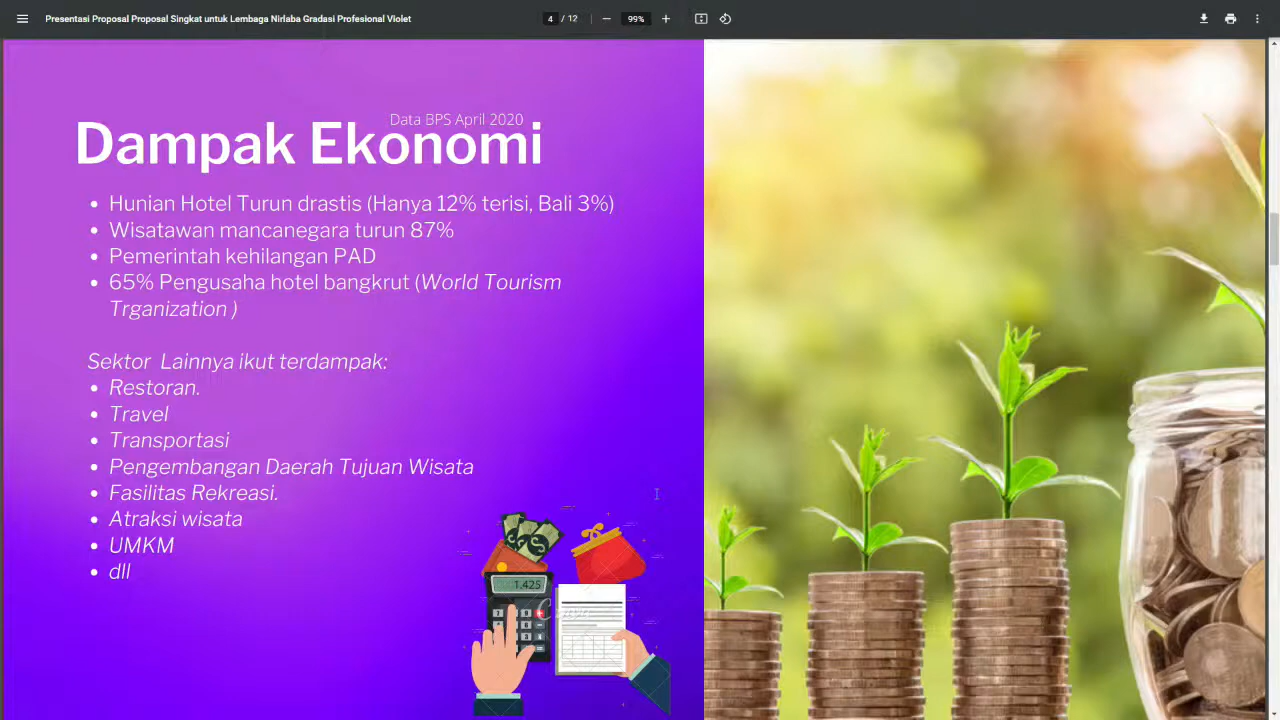 Presentasi Proposal Proposal Singkat untuk Lembaga Nirlaba Gradasi Profesional Violet
4 / 12
99%
Data BPS April 2020
Dampak Ekonomi
• Hunian Hotel Turun drastis (Hanya 12% terisi, Bali 3%)
• Wisatawan mancanegara turun 87%
• Pemerintah kehilangan PAD
• 65% Pengusaha hotel bangkrut (World Tourism
Trganization )
Sektor Lainnya ikut terdampak:
• Restoran.
• Travel
• Transportasi
• Pengembangan Daerah Tujuan Wisata
• Fasilitas Rekreasi.
• Atraksi wisata
• UMKM
• dll
1.425